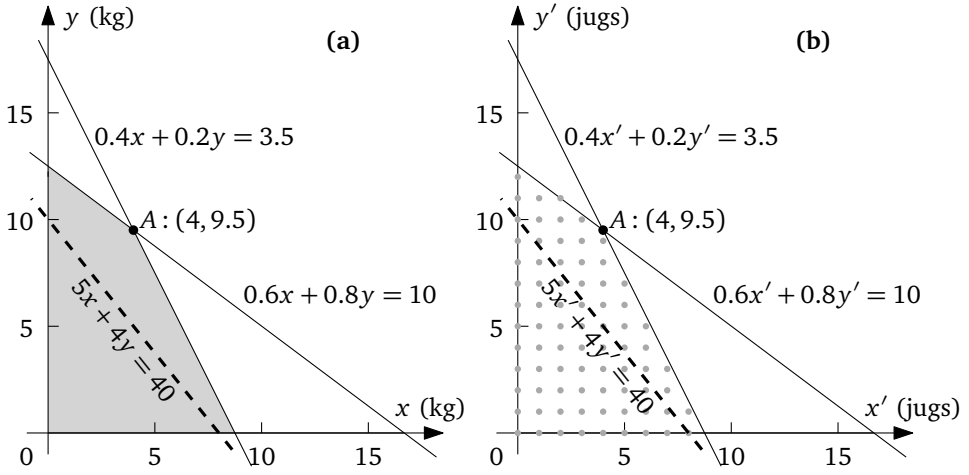 y (kg)
(a)
15
0.4x + 0.2y = 3.5
10
A : (4, 9.5)
5x + 4y = 40
0.6x + 0.8y = 10
5
x (kg)
0
5
10
15
y′ (jugs)
(b)
15
0.4x′ + 0.2y′ = 3.5
10
A : (4, 9.5)
5x′ + 4y′ = 40
0.6x′ + 0.8y′ = 10
5
x′ (jugs)
0
5
10
15